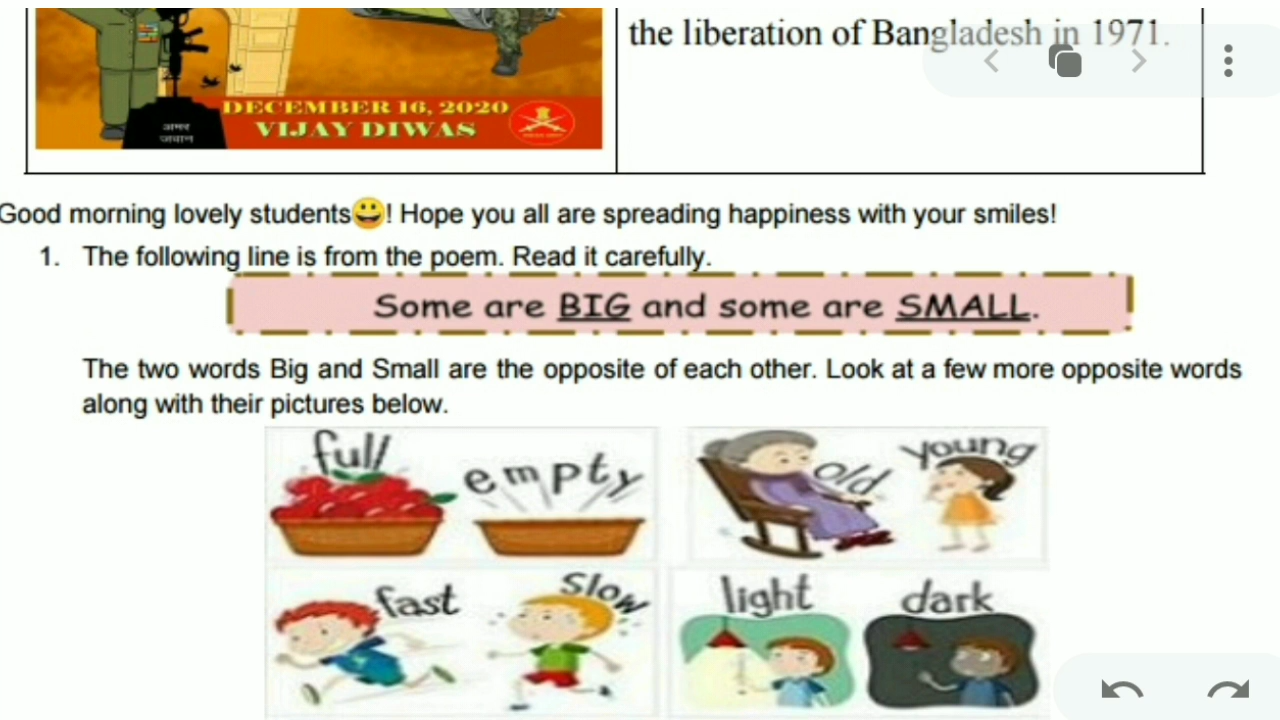 the liberation of Bangladesh in 1971.
अमर
जवान
DECEMBER 16, 2020
VIJAY DIWAS
Good morning lovely students😀! Hope you all are spreading happiness with your smiles!
1. The following line is from the poem. Read it carefully.
Some are BIG and some are SMALL.
The two words Big and Small are the opposite of each other. Look at a few more opposite words
along with their pictures below.
full empty
old young
fast slow
light dark